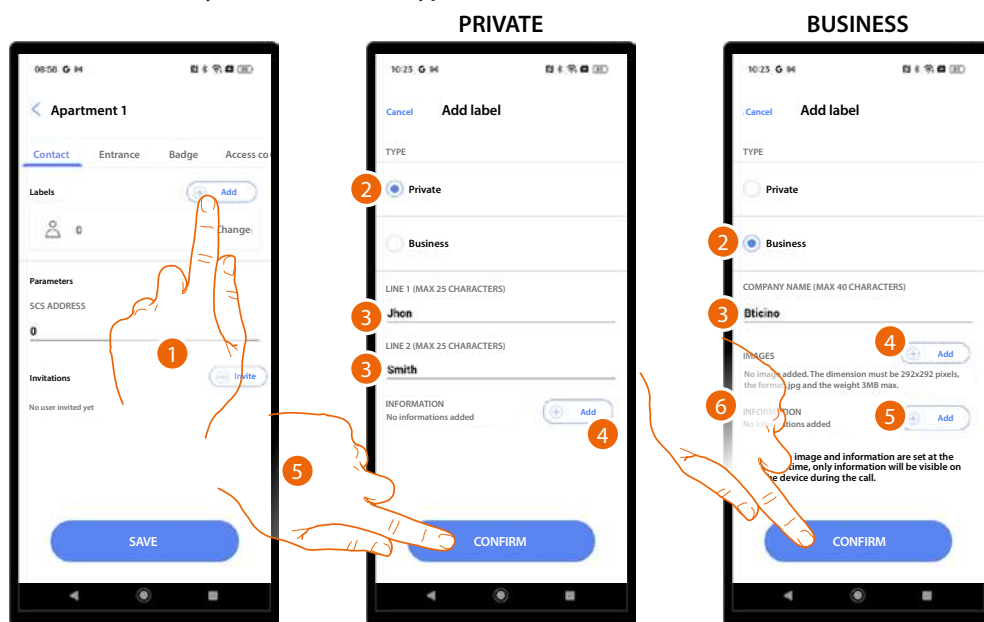 PRIVATE
BUSINESS
08:58 G
Apartment 1
Contact Entrance Badge Access co
Labels
Add
0
Change
Parameters
SCS ADDRESS
0
1
Invitations
Invite
No user invited yet
SAVE
10:25 G
Cancel Add label
TYPE
2 Private
Business
LINE 1 (MAX 25 CHARACTERS)
3 Jhon
LINE 2 (MAX 25 CHARACTERS)
3 Smith
INFORMATION
No informations added
Add
4
5
CONFIRM
10:25 G
Cancel Add label
TYPE
Private
2 Business
COMPANY NAME (MAX 40 CHARACTERS)
3 Bticino
4
IMAGES
Add
No image added. The dimension must be 292x292 pixels,
the format jpg and the weight 3MB max.
6
INFORMATION
No informations added
5 Add
image and information are set at the
time, only information will be visible on
device during the call.
CONFIRM